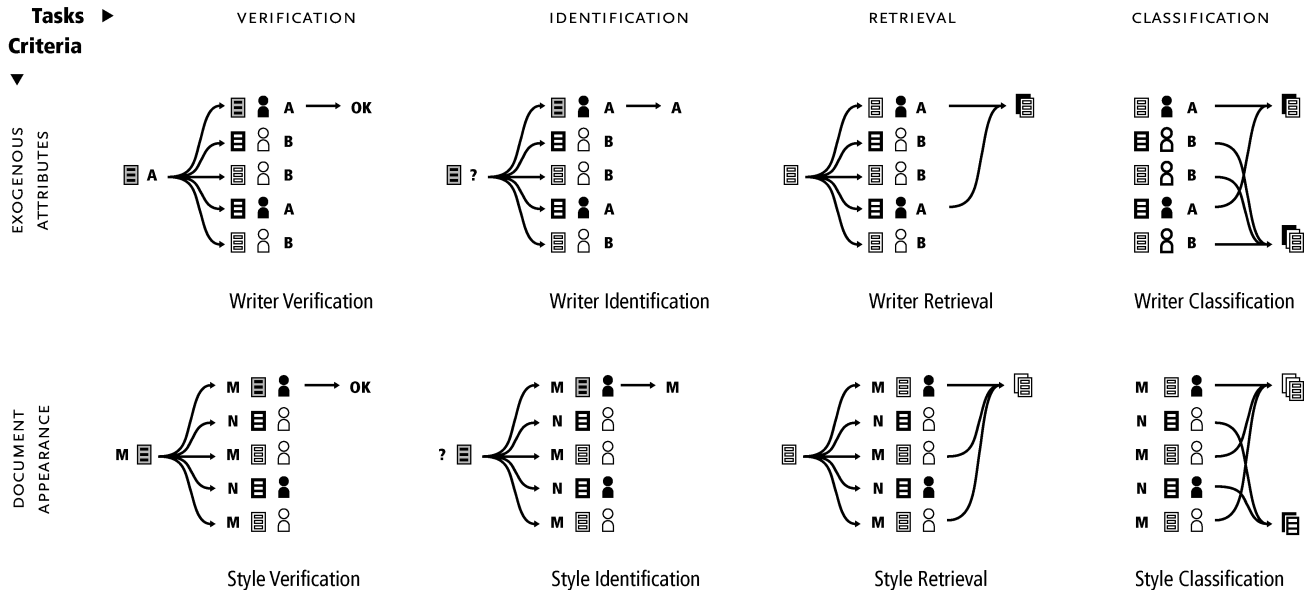 Tasks ▶ VERIFICATION IDENTIFICATION RETRIEVAL CLASSIFICATION
Criteria
▼
EXOGENOUS
ATTRIBUTES
A
A OK
B
B
A
B
Writer Verification
?
A A
B
B
A
B
Writer Identification
A
B
B
A
B
Writer Retrieval
A
B
B
A
B
Writer Classification
DOCUMENT
APPEARANCE
M
M OK
N
M
N
M
Style Verification
?
M M
N
M
N
M
Style Identification
M
N
M
N
M
Style Retrieval
M
N
M
N
M
Style Classification